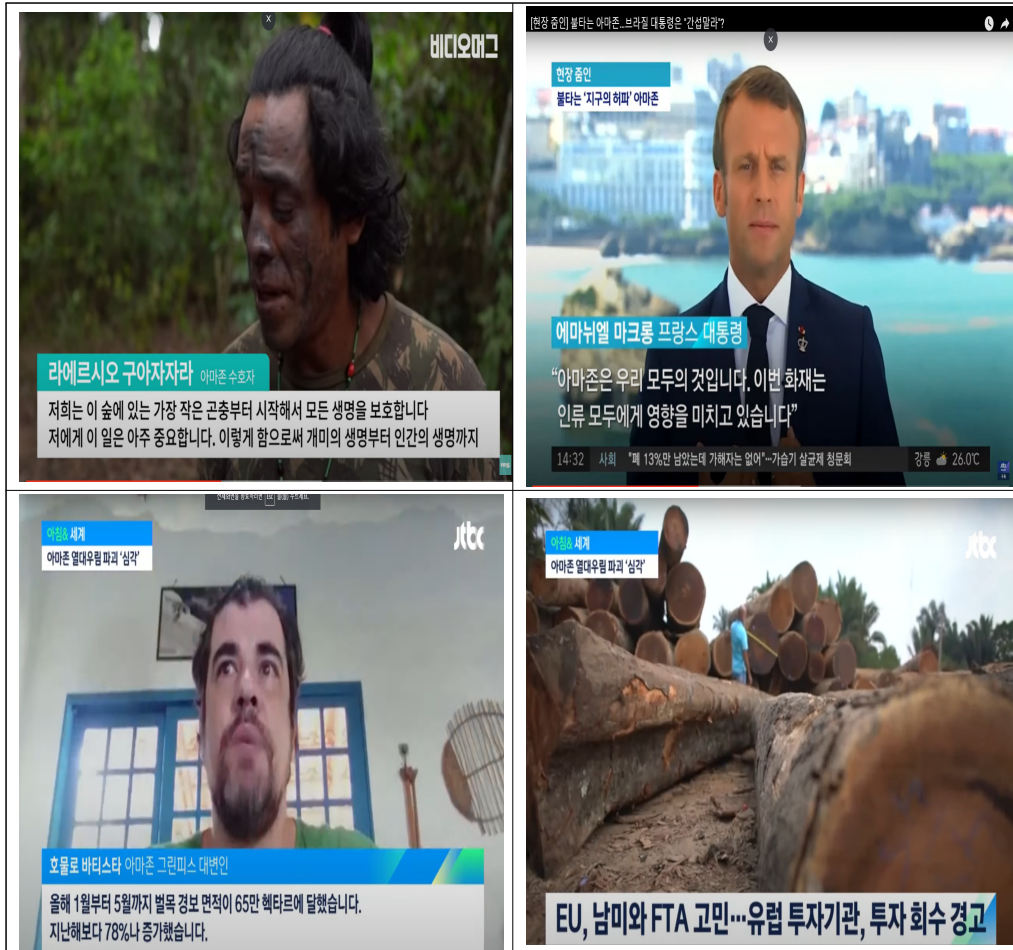 X
비디오머그
라에르시오 구아자자라 아마존 수호자
저희는 이 숲에 있는 가장 작은 곤충부터 시작해서 모든 생명을 보호합니다
저에게 이 일은 아주 중요합니다. 이렇게 함으로써 개미의 생명부터 인간의 생명까지
[현장 줌인] 불타는 아마존...브라질 대통령은 "간섭말라"?
X
현장 줌인
불타는 '지구의 허파' 아마존
에마뉘엘 마크롱 프랑스 대통령
“아마존은 우리 모두의 것입니다. 이번 화재는
인류 모두에게 영향을 미치고 있습니다”
14:32 사회 "폐 13%만 남았는데 가해자는 없어"…가습기 살균제 청문회 강릉 26.0℃
아침& 세계
아마존 열대우림 파괴 '심각'
jtbc
호물로 바티스타 아마존 그린피스 대변인
올해 1월부터 5월까지 벌목 경보 면적이 65만 헥타르에 달했습니다.
지난해보다 78%나 증가했습니다.
아침& 세계
아마존 열대우림 파괴 '심각'
jtbc
EU, 남미와 FTA 고민…유럽 투자기관, 투자 회수 경고